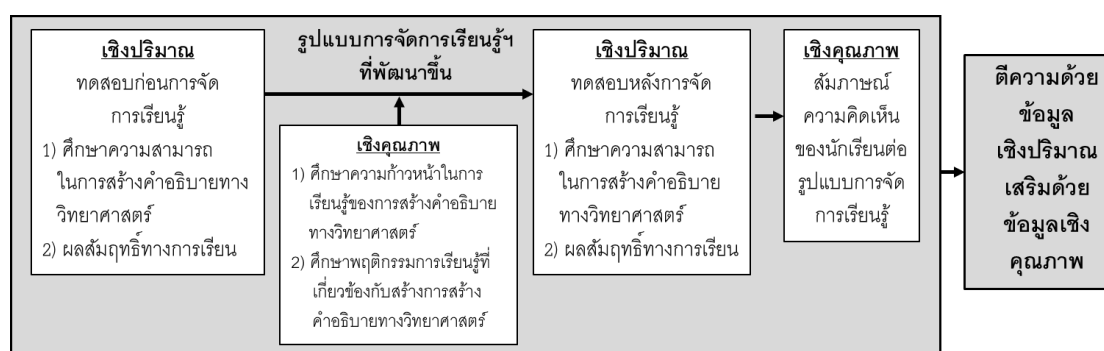 เชิงปริมาณ
ทดสอบก่อนการจัด
การเรียนรู้
1) ศึกษาความสามารถ
ในการสร้างคำอธิบายทาง
วิทยาศาสตร์
2) ผลสัมฤทธิ์ทางการเรียน
รูปแบบการจัดการเรียนรู้ฯ
ที่พัฒนาขึ้น
เชิงคุณภาพ
1) ศึกษาความก้าวหน้าในการ
เรียนรู้ของการสร้างคำอธิบาย
ทางวิทยาศาสตร์
2) ศึกษาพฤติกรรมการเรียนรู้ที่
เกี่ยวข้องกับสร้างการสร้าง
คำอธิบายทางวิทยาศาสตร์
เชิงปริมาณ
ทดสอบหลังการจัด
การเรียนรู้
1) ศึกษาความสามารถ
ในการสร้างคำอธิบาย
ทางวิทยาศาสตร์
2) ผลสัมฤทธิ์ทางการเรียน
เชิงคุณภาพ
สัมภาษณ์
ความคิดเห็น
ของนักเรียนต่อ
รูปแบบการจัด
การเรียนรู้
ตีความด้วย
ข้อมูล
เชิงปริมาณ
เสริมด้วย
ข้อมูลเชิง
คุณภาพ